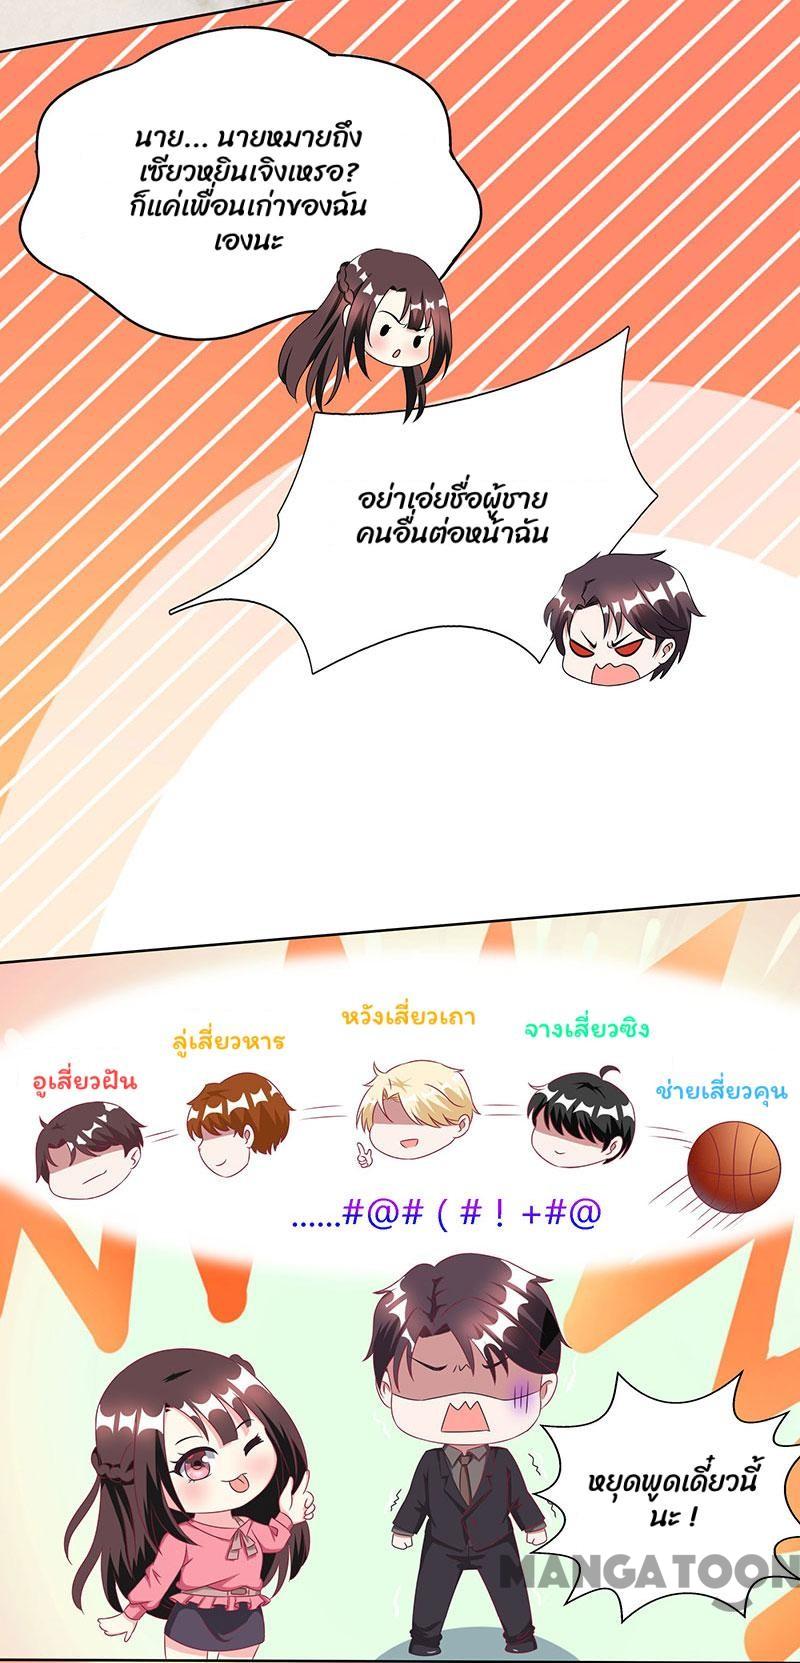 นาย... นายหมายถึง
เซียวหยินเจิงเหรอ?
ก็แค่เพื่อนเก่าของฉัน
เองนะ
อย่าเอ่ยชื่อผู้ชาย
คนอื่นต่อหน้าฉัน
อูเสี่ยวฝัน
ลู่เสี่ยวหาร
หวังเสี่ยวเถา
จางเสี่ยวซิง
ช่ายเสี่ยวคุน
......#@#（#！+#@
หยุดพูดเดี๋ยวนี้
นะ !
MANGATOON